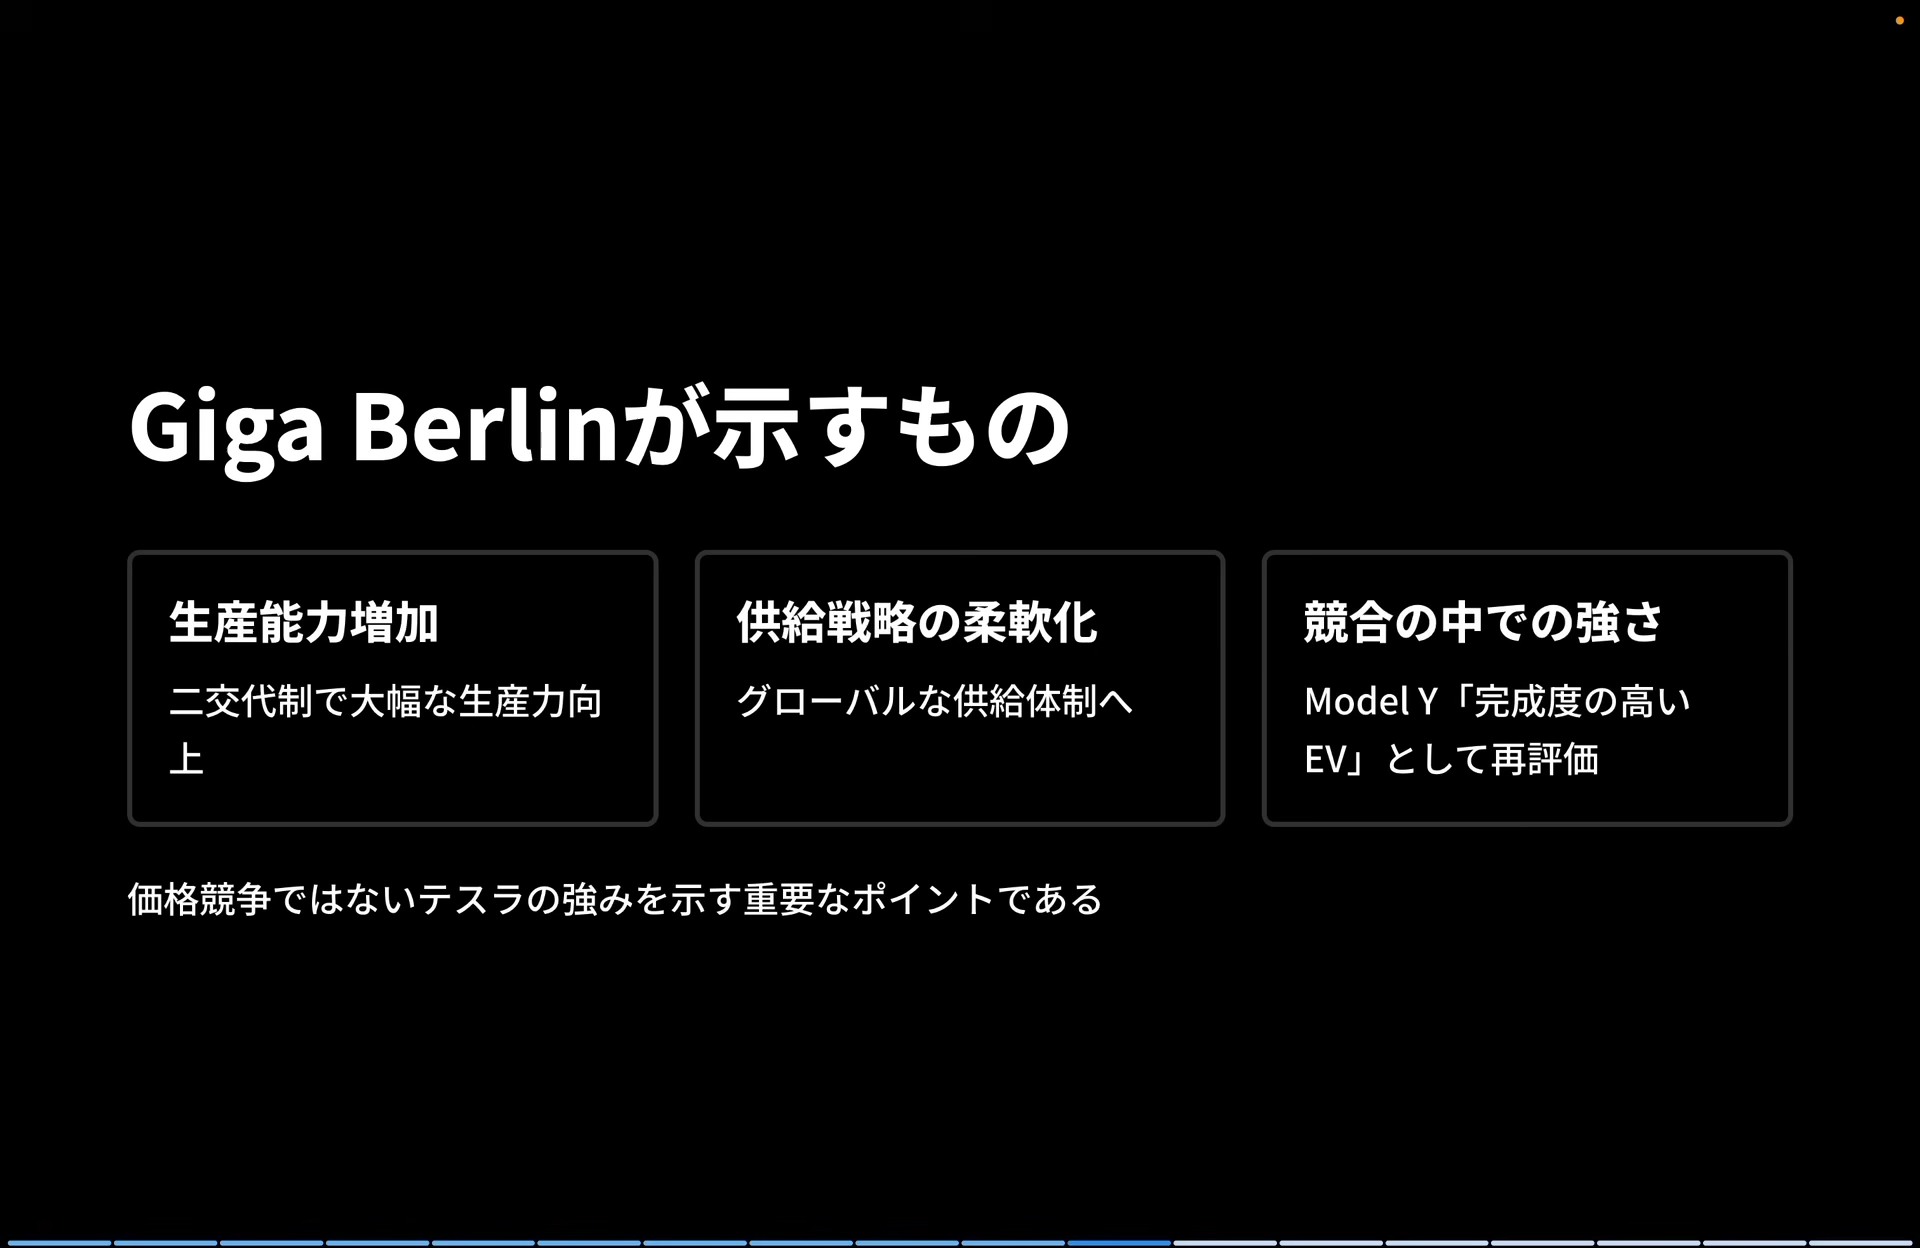 Giga Berlinが示すもの
生産能力増加
二交代制で大幅な生産力向
上
供給戦略の柔軟化
グローバルな供給体制へ
競合の中での強さ
Model Y「完成度の高い
EV」として再評価
価格競争ではないテスラの強みを示す重要なポイントである